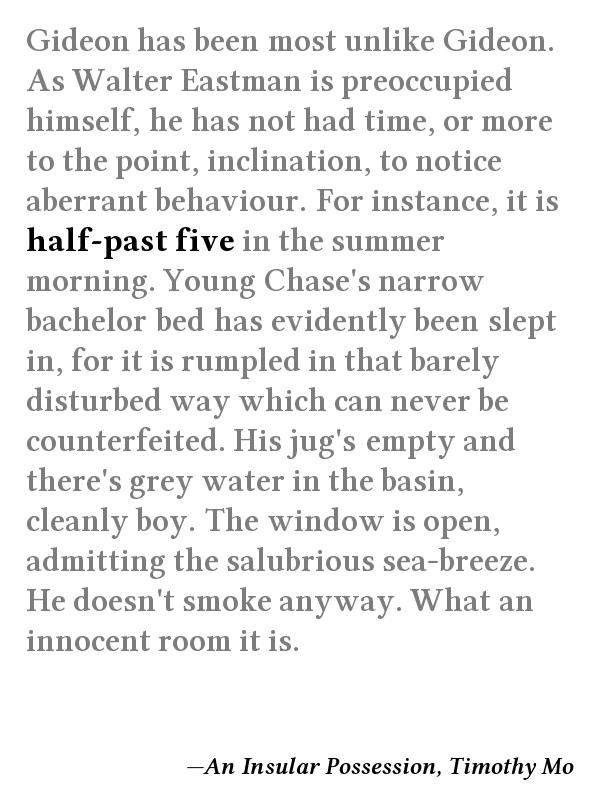 Gideon has been most unlike Gideon.
As Walter Eastman is preoccupied
himself, he has not had time, or more
to the point, inclination, to notice
aberrant behaviour. For instance, it is
half-past five in the summer
morning. Young Chase's narrow
bachelor bed has evidently been slept
in, for it is rumpled in that barely
disturbed way which can never be
counterfeited. His jug's empty and
there's grey water in the basin,
cleanly boy. The window is open,
admitting the salubrious sea-breeze.
He doesn't smoke anyway. What an
innocent room it is.
—An Insular Possession, Timothy Mo